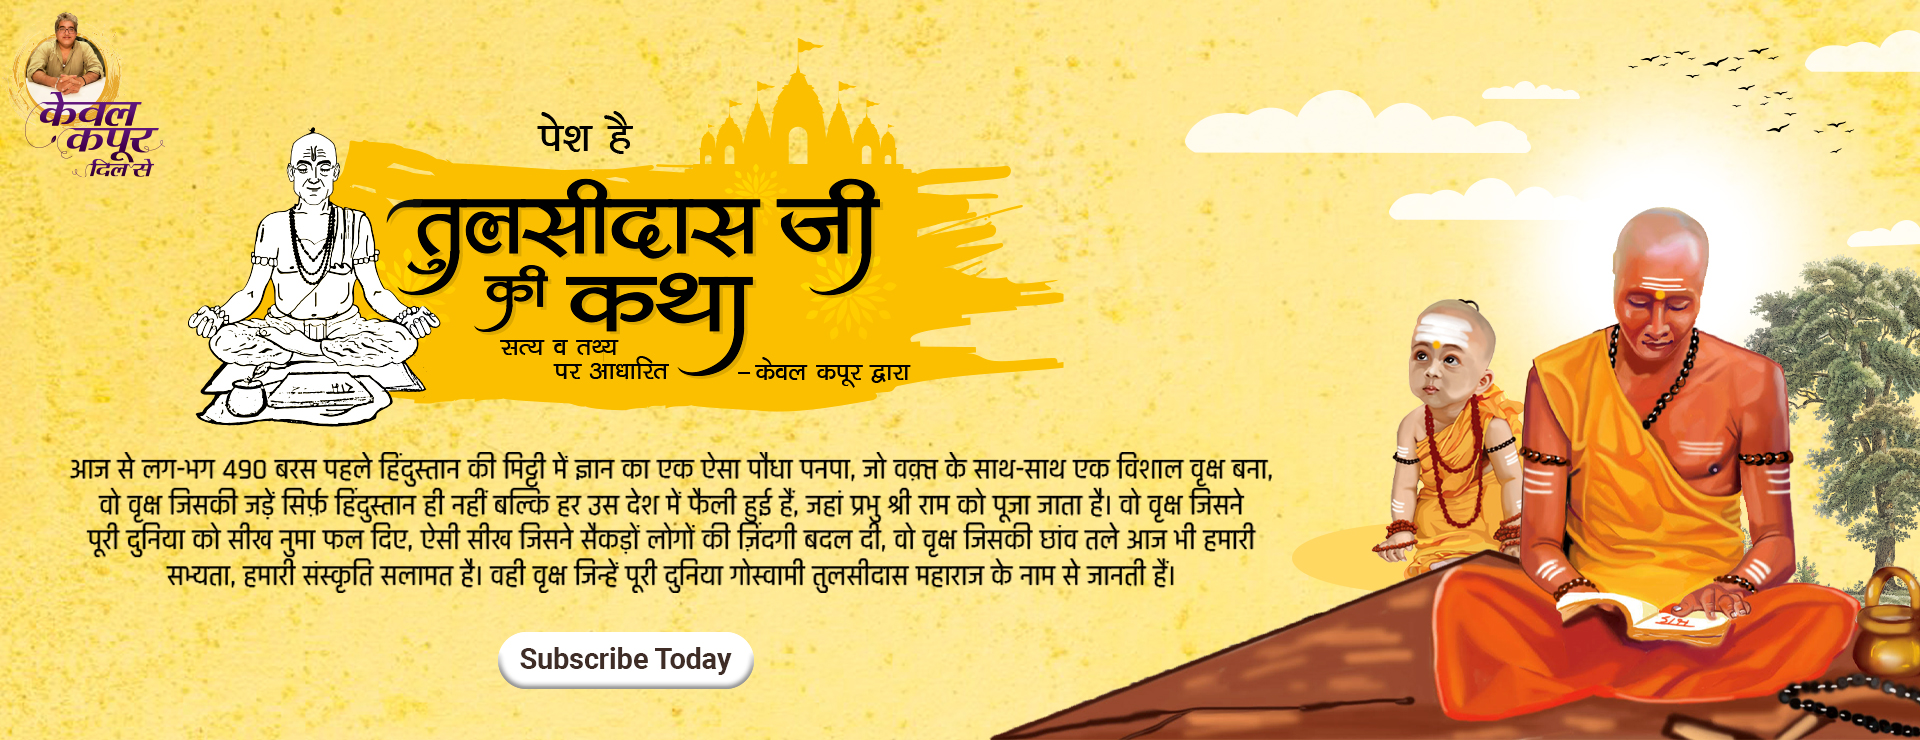 केवल
कपूर
दिल से
पेश है
तुलसीदास जी
की कथा
सत्य व तथ्य
पर आधारित
– केवल कपूर द्वारा
आज से लग-भग 490 बरस पहले हिंदुस्तान की मिट्टी में ज्ञान का एक ऐसा पौधा पनपा, जो वक़्त के साथ-साथ एक विशाल वृक्ष बना,
वो वृक्ष जिसकी जड़ें सिर्फ़ हिंदुस्तान ही नहीं बल्कि हर उस देश में फैली हुई हैं, जहां प्रभु श्री राम को पूजा जाता है। वो वृक्ष जिसने
पूरी दुनिया को सीख नुमा फल दिए, ऐसी सीख जिसने सैकड़ों लोगों की ज़िंदगी बदल दी, वो वृक्ष जिसकी छांव तले आज भी हमारी
सभ्यता, हमारी संस्कृति सलामत है। वही वृक्ष जिन्हें पूरी दुनिया गोस्वामी तुलसीदास महाराज के नाम से जानती हैं।
Subscribe Today